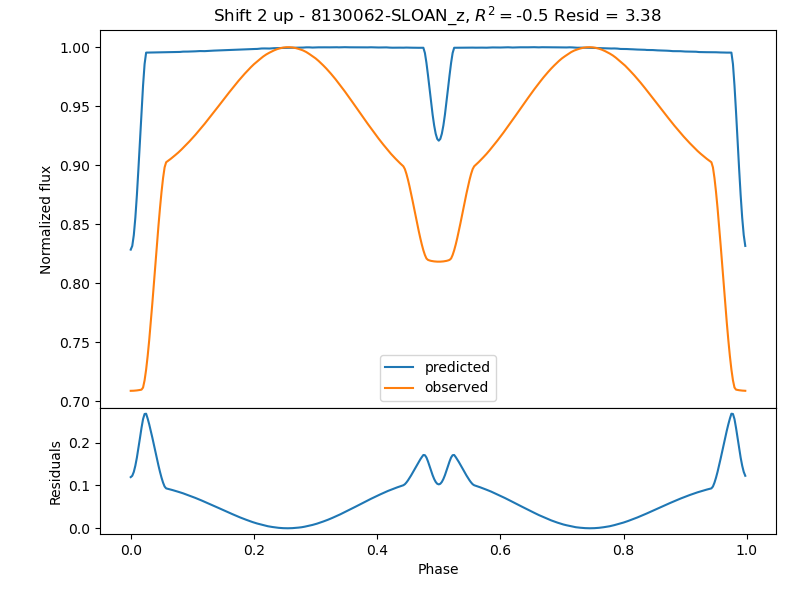 Shift 2 up - 8130062-SLOAN_z, R² = -0.5 Resid = 3.38
Normalized flux
1.00
0.95
0.90
0.85
0.80
0.75
0.70
predicted
observed
Residuals
0.2
0.1
0.0
0.0
0.2
0.4
0.6
0.8
1.0
Phase